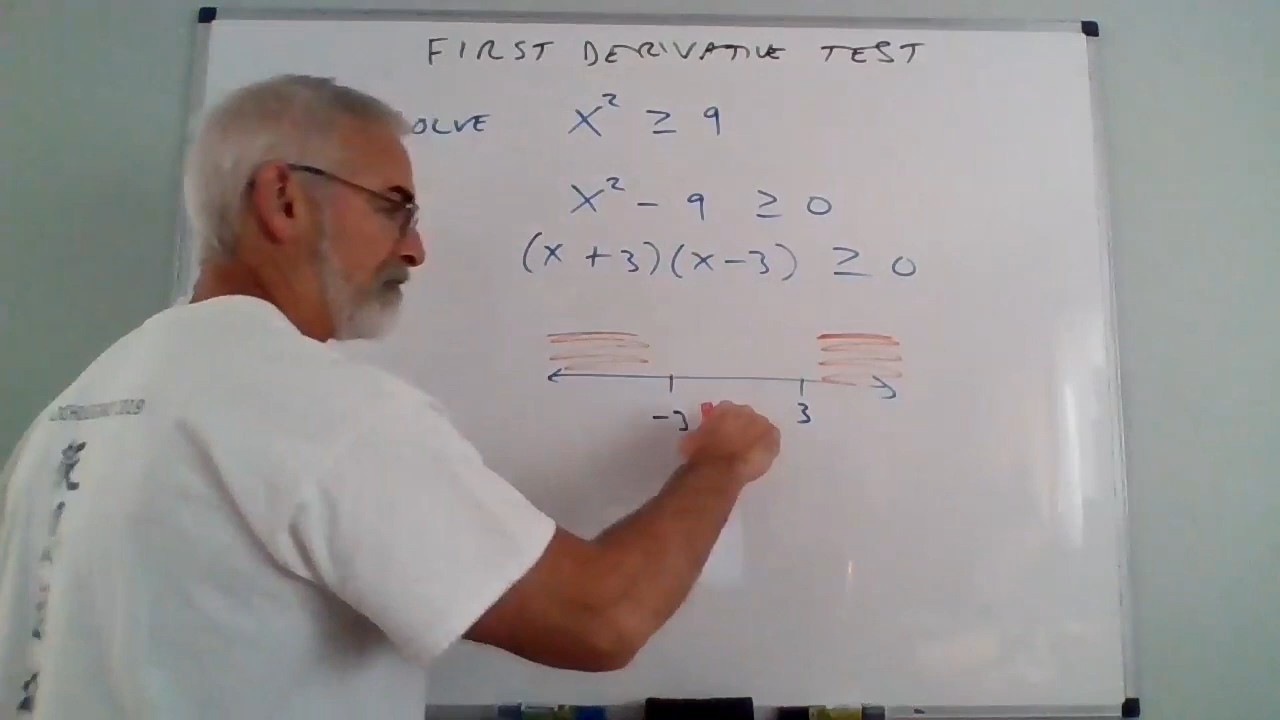 FIRST DERIVATIVE TEST
OLVE x² ≥ 9
x² - 9 ≥ 0
(x + 3)(x - 3) ≥ 0
-3 3